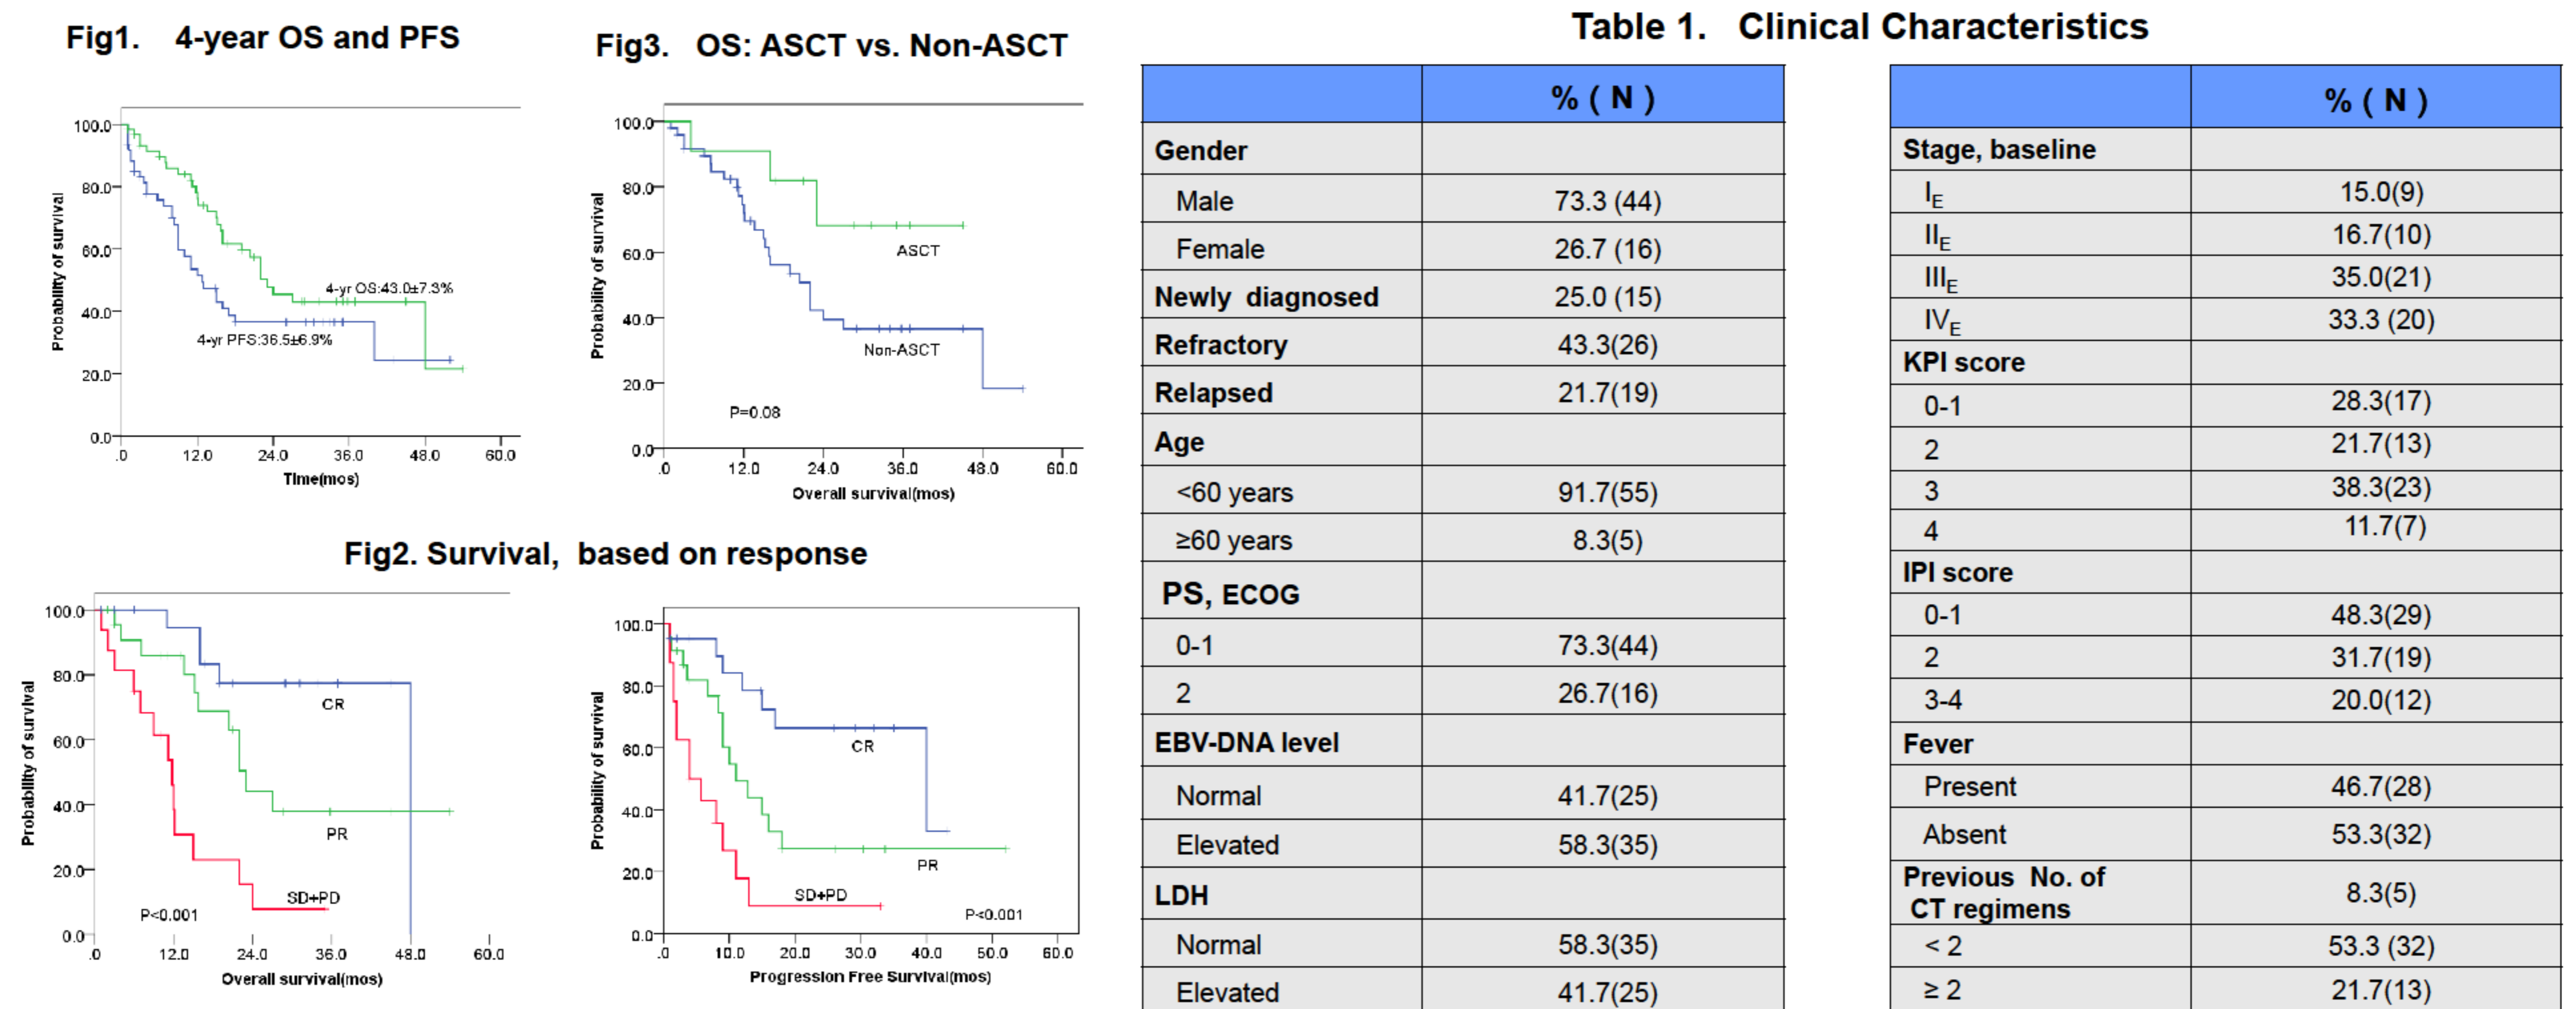 Fig1. 4-year OS and PFS
Probability of survival
100.0
80.0
60.0
40.0
20.0
0.0
4-yr OS:43.0±7.3%
4-yr PFS:36.5±6.9%
.0 12.0 24.0 36.0 48.0 60.0
Time(mos)
Fig3. OS: ASCT vs. Non-ASCT
Probability of survival
100.0
80.0
60.0
40.0
20.0
0.0
ASCT
Non-ASCT
P=0.08
.0 12.0 24.0 36.0 48.0 60.0
Overall survival(mos)
Fig2. Survival, based on response
Probability of survival
100.0
80.0
60.0
40.0
20.0
0.0
CR
PR
SD+PD
P<0.001
.0 12.0 24.0 36.0 48.0 60.0
Overall survival(mos)
Probability of survival
100.0
80.0
60.0
40.0
20.0
0.0
CR
PR
SD+PD
P<0.001
.0 10.0 20.0 30.0 40.0 50.0 60.0
Progression Free Survival(mos)
Table 1. Clinical Characteristics
% ( N )
Gender
Male 73.3 (44)
Female 26.7 (16)
Newly diagnosed 25.0 (15)
Refractory 43.3(26)
Relapsed 21.7(19)
Age
<60 years 91.7(55)
≥60 years 8.3(5)
PS, ECOG
0-1 73.3(44)
2 26.7(16)
EBV-DNA level
Normal 41.7(25)
Elevated 58.3(35)
LDH
Normal 58.3(35)
Elevated 41.7(25)
% ( N )
Stage, baseline
IE 15.0(9)
IIE 16.7(10)
IIIE 35.0(21)
IVE 33.3 (20)
KPI score
0-1 28.3(17)
2 21.7(13)
3 38.3(23)
4 11.7(7)
IPI score
0-1 48.3(29)
2 31.7(19)
3-4 20.0(12)
Fever
Present 46.7(28)
Absent 53.3(32)
Previous No. of
CT regimens 8.3(5)
< 2 53.3 (32)
≥ 2 21.7(13)